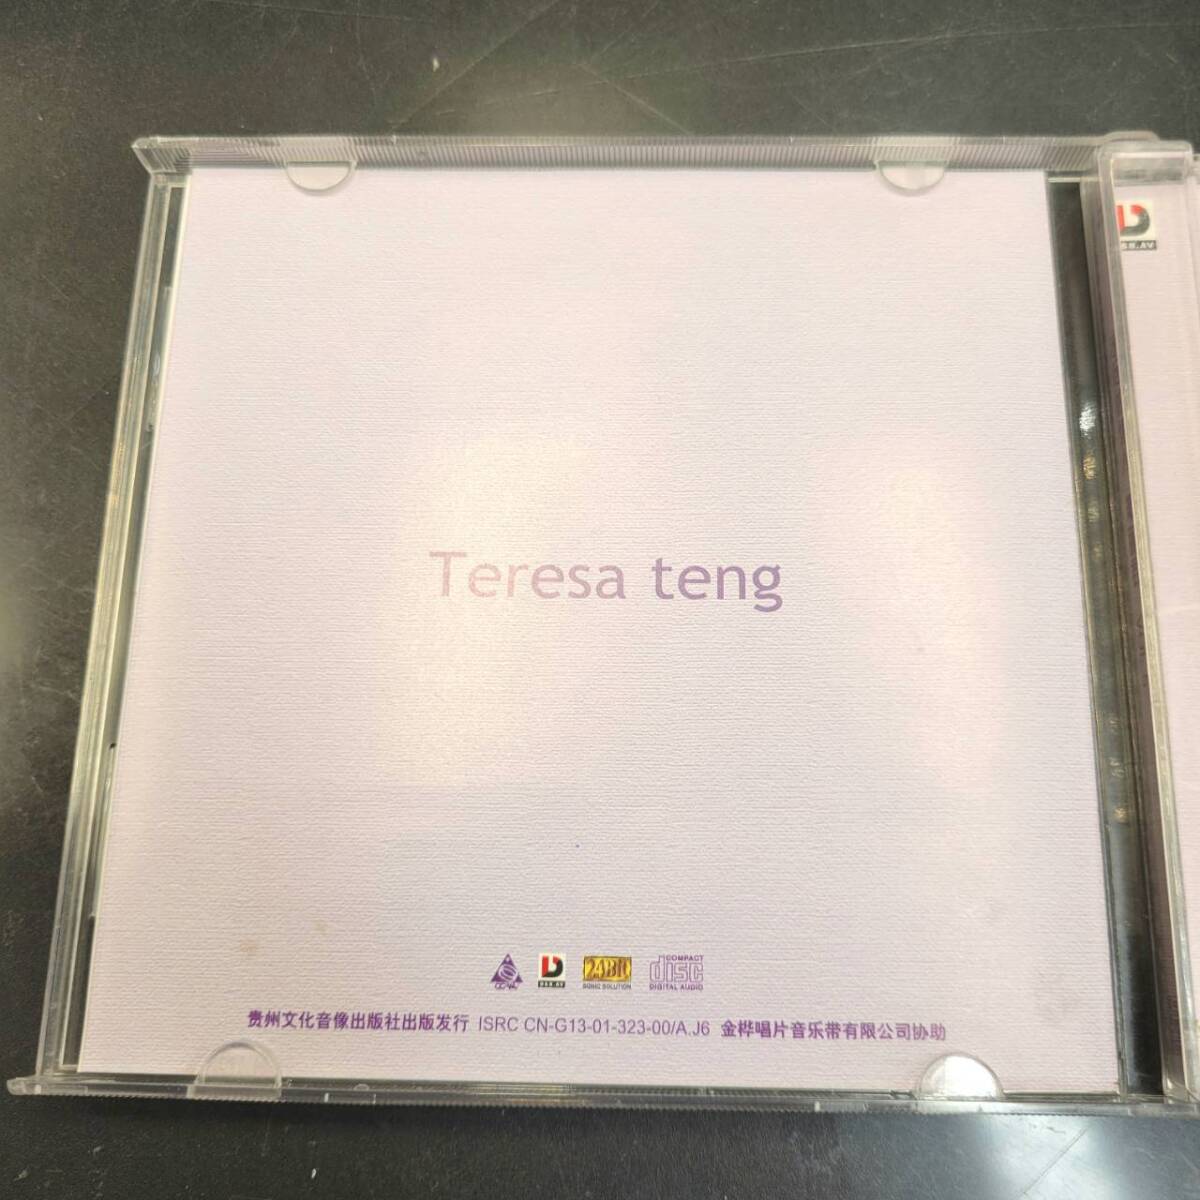 Teresa teng
24BIT
SONIC SOLUTION
COMPACT
disc
DIGITAL AUDIO
贵州文化音像出版社出版发行 ISRC CN-G13-01-323-00/A.J6 金桦唱片音乐带有限公司协助